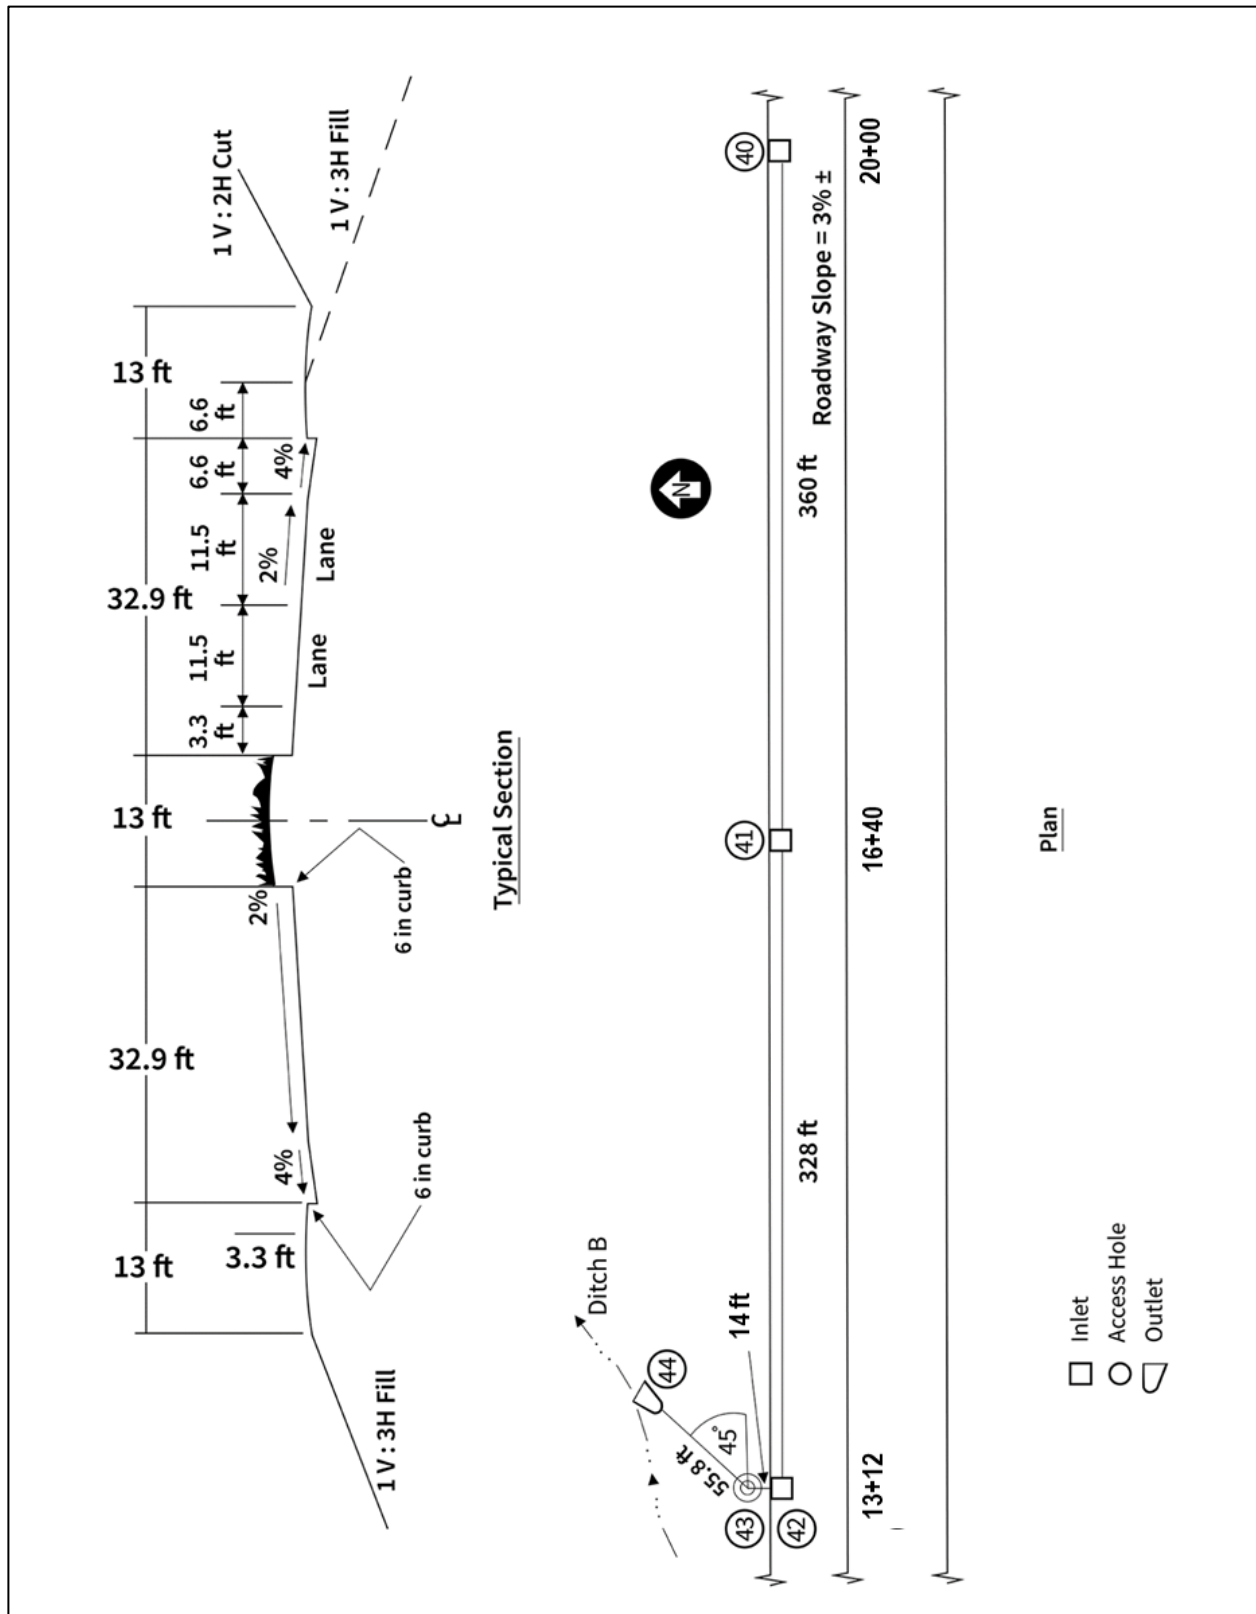 13 ft
32.9 ft
13 ft
32.9 ft
13 ft
3.3 ft
4%
2%
3.3
ft
11.5
ft
11.5
ft
6.6
ft
6.6
ft
2%
4%
Lane
Lane
1 V : 3H Fill
6 in curb
6 in curb
℄
1 V : 2H Cut
1 V : 3H Fill
Typical Section
Ditch B
44
45°
55.8 ft
14 ft
43
42
41
40
N
328 ft
360 ft
Roadway Slope = 3% ±
13+12
16+40
20+00
Plan
Inlet
Access Hole
Outlet